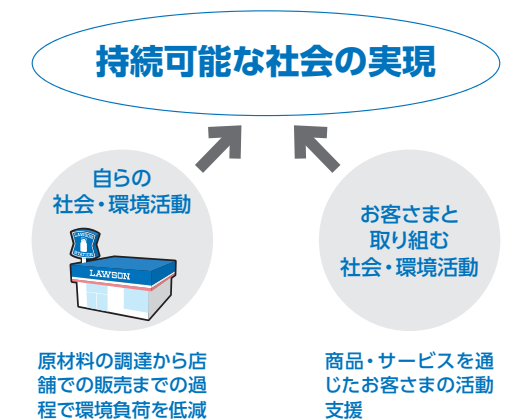 持続可能な社会の実現
自らの
社会・環境活動
LAWSON
STATION
LAWSON
お客さまと
取り組む
社会・環境活動
原材料の調達から店
舗での販売までの過
程で環境負荷を低減
商品・サービスを通
じたお客さまの活動
支援